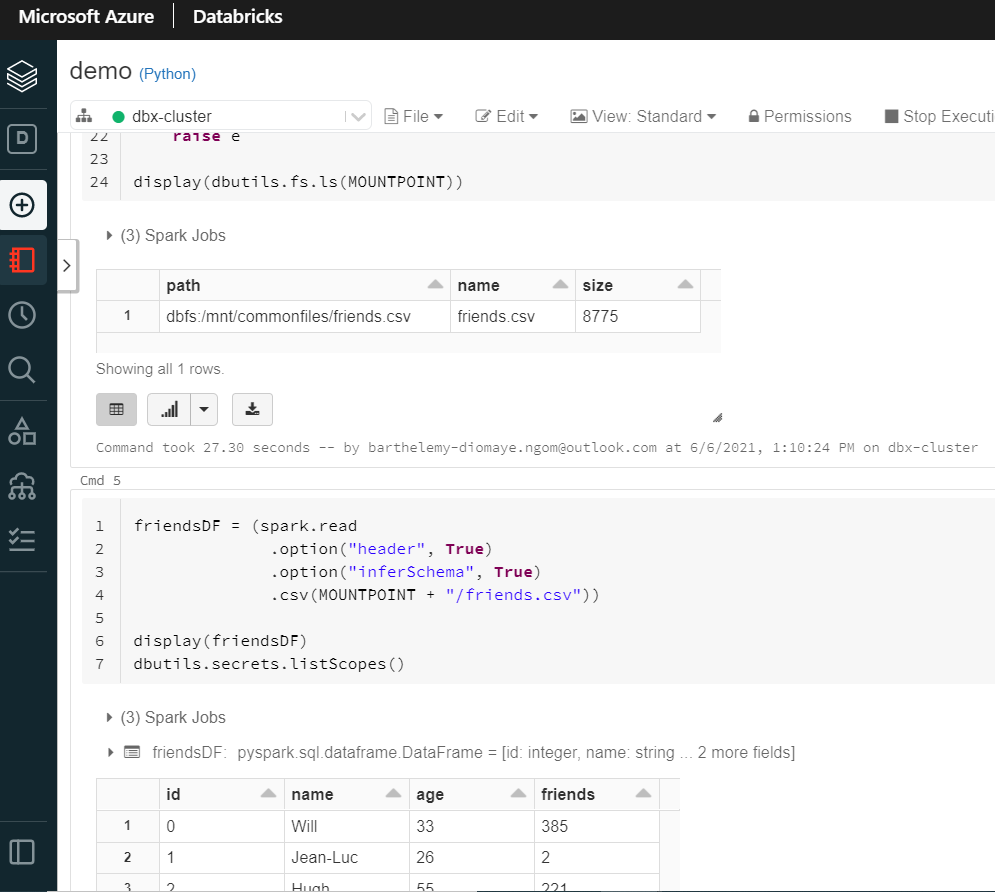 Microsoft Azure Databricks
demo (Python)
dbx-cluster File Edit View: Standard Permissions Stop Executi
D
22 raise e
23
24 display(dbutils.fs.ls(MOUNTPOINT))
(3) Spark Jobs
path name size
1 dbfs:/mnt/commonfiles/friends.csv friends.csv 8775
Showing all 1 rows.
Command took 27.30 seconds -- by barthelemy-diomaye.ngom@outlook.com at 6/6/2021, 1:10:24 PM on dbx-cluster
Cmd 5
1 friendsDF = (spark.read
2 .option("header", True)
3 .option("inferSchema", True)
4 .csv(MOUNTPOINT + "/friends.csv"))
5
6 display(friendsDF)
7 dbutils.secrets.listScopes()
(3) Spark Jobs
friendsDF: pyspark.sql.dataframe.DataFrame = [id: integer, name: string ... 2 more fields]
id name age friends
1 0 Will 33 385
2 1 Jean-Luc 26 2
3 2 Hugh 55 221